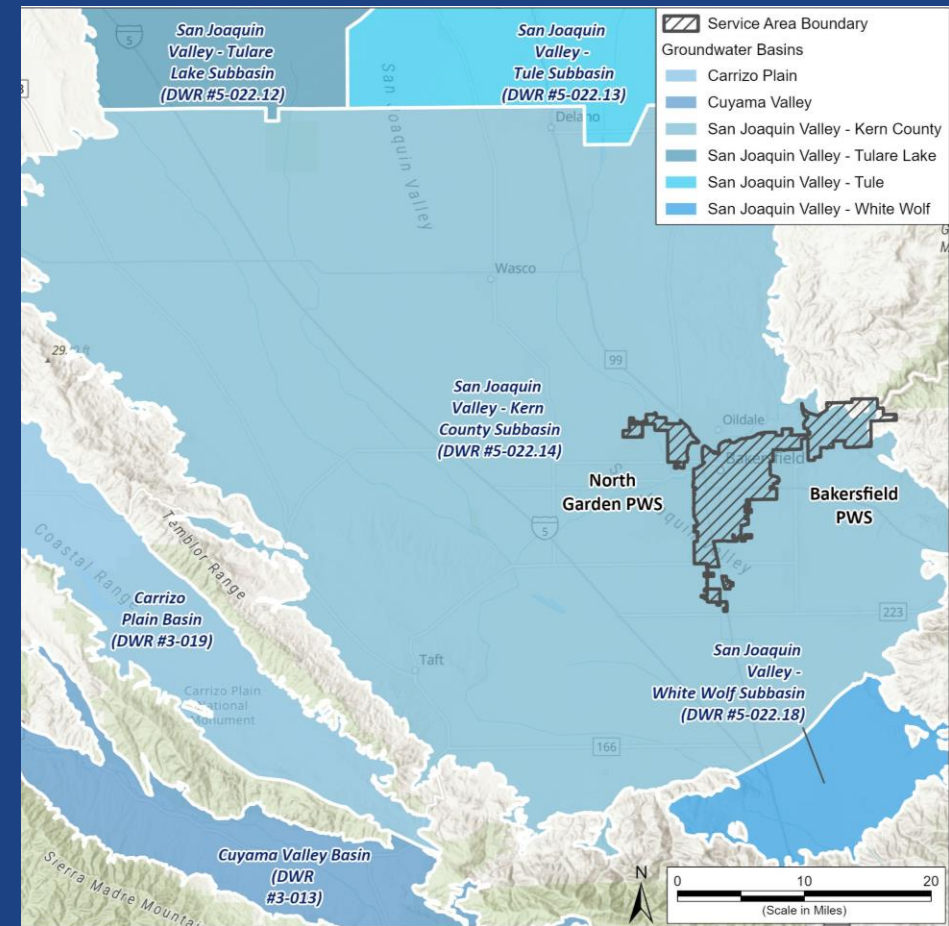 Service Area Boundary
Groundwater Basins
Carrizo Plain
Cuyama Valley
San Joaquin Valley - Kern County
San Joaquin Valley - Tulare Lake
San Joaquin Valley - Tule
San Joaquin Valley - White Wolf
San Joaquin
Valley - Tulare
Lake Subbasin
(DWR #5-022.12)
San Joaquin
Valley -
Tule Subbasin
(DWR #5-022.13)
5
San Joaquin Valley
Delano
Wasco
99
San Joaquin
Valley - Kern
County Subbasin
(DWR #5-022.14)
Oildale
Bakersfield
North
Garden PWS
Bakersfield
PWS
5
Valley
Coastal Range
Temblor Range
Carrizo
Plain Basin
(DWR #3-019)
223
Taft
Carrizo Plain
National
Monument
San Joaquin
Valley -
White Wolf Subbasin
(DWR #5-022.18)
166
Cuyama Valley Basin
(DWR
#3-013)
Sierra Madre
N
0
10
20
(Scale in Miles)